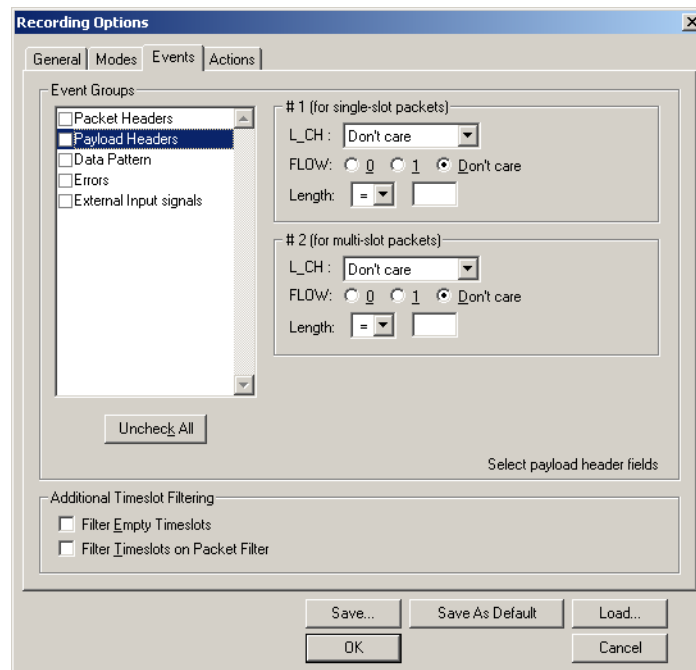 Recording Options
General Modes Events Actions
Event Groups
Packet Headers
Payload Headers
Data Pattern
Errors
External Input signals
Uncheck All
# 1 (for single-slot packets)
L_CH : Don't care
FLOW: 0 1 Don't care
Length: =
# 2 (for multi-slot packets)
L_CH : Don't care
FLOW: 0 1 Don't care
Length: =
Select payload header fields
Additional Timeslot Filtering
Filter Empty Timeslots
Filter Timeslots on Packet Filter
Save... Save As Default Load...
OK Cancel